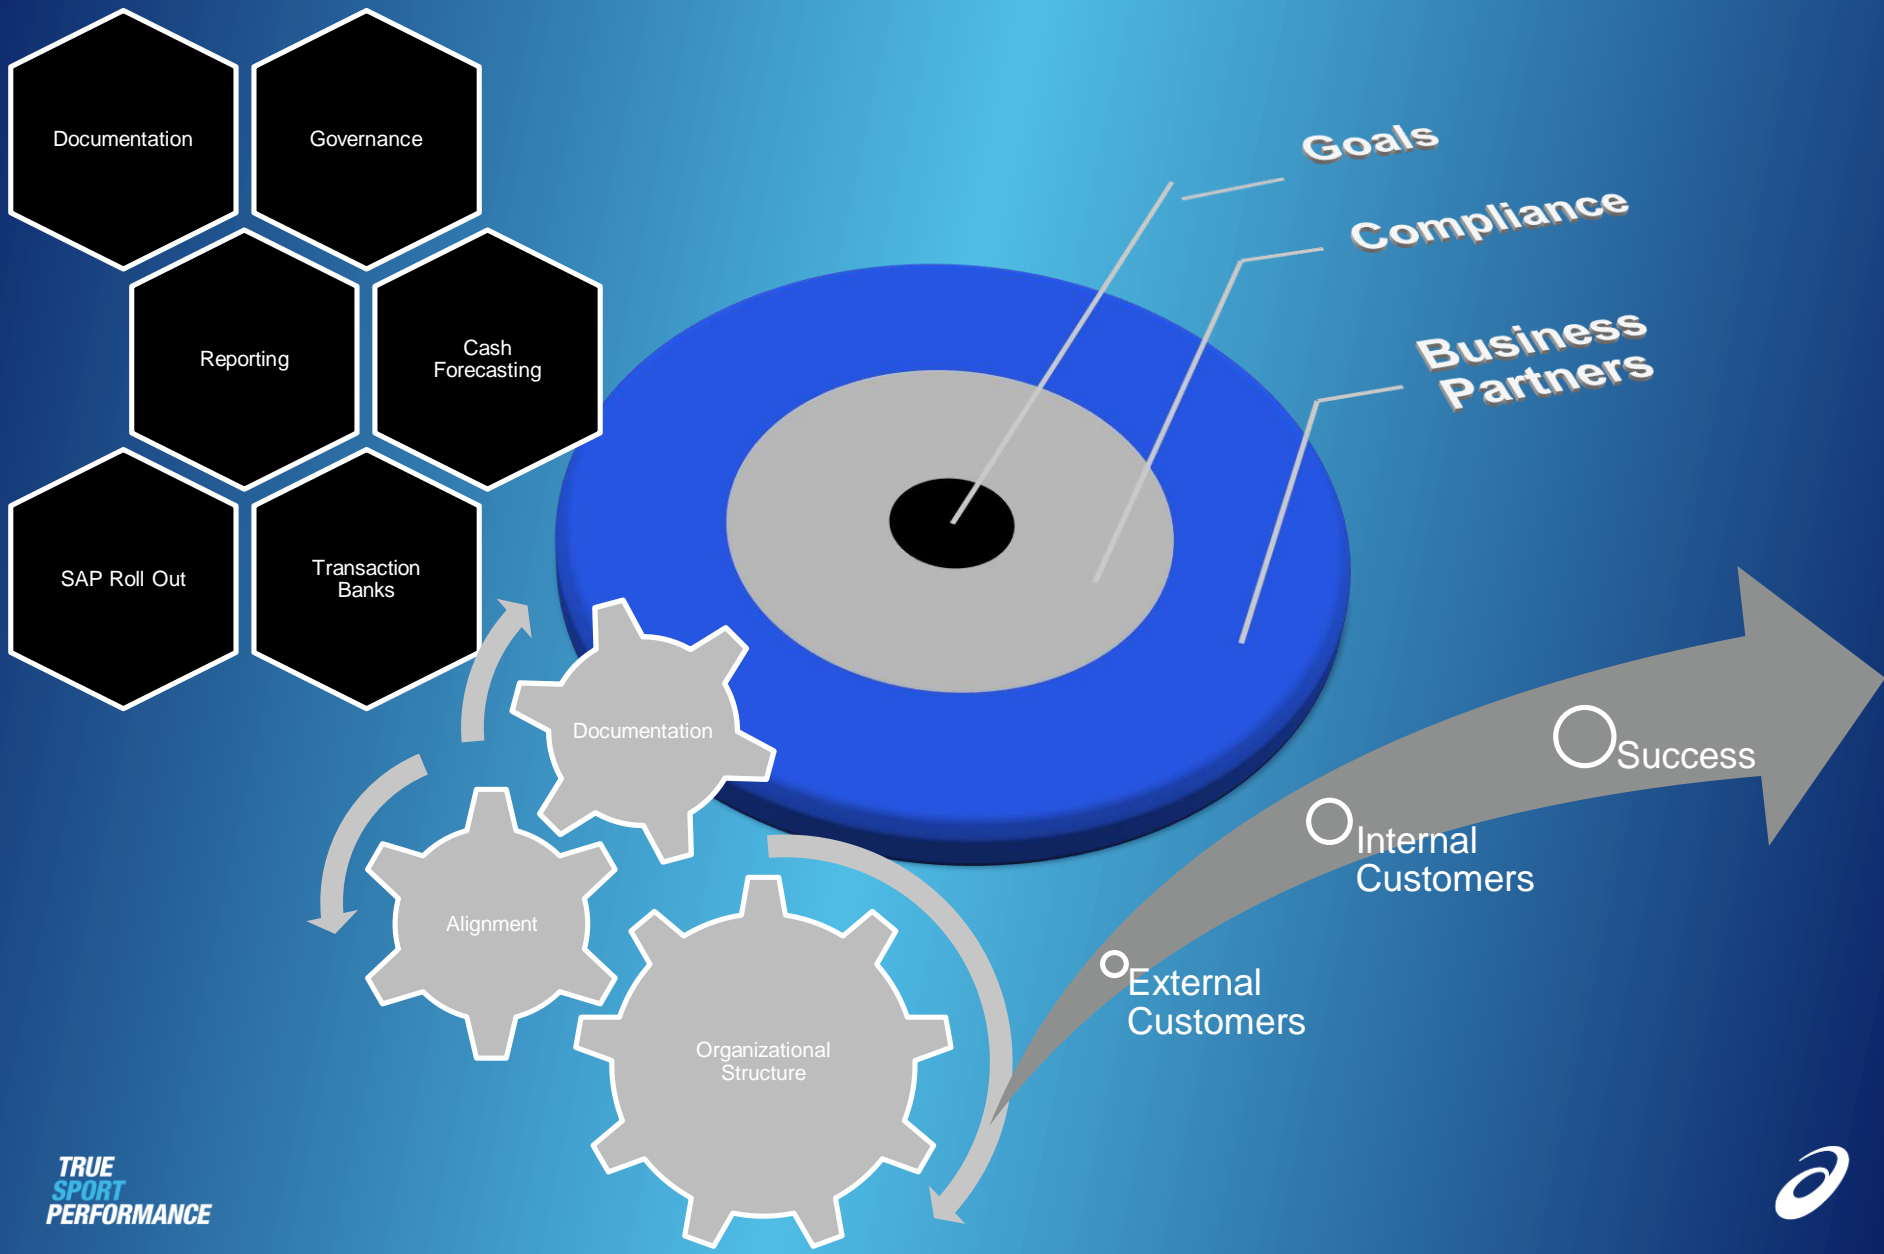 Documentation
Governance
Reporting
Cash
Forecasting
SAP Roll Out
Transaction
Banks
Goals
Compliance
Business
Partners
Documentation
Alignment
Organizational
Structure
Success
Internal
Customers
External
Customers
TRUE
SPORT
PERFORMANCE